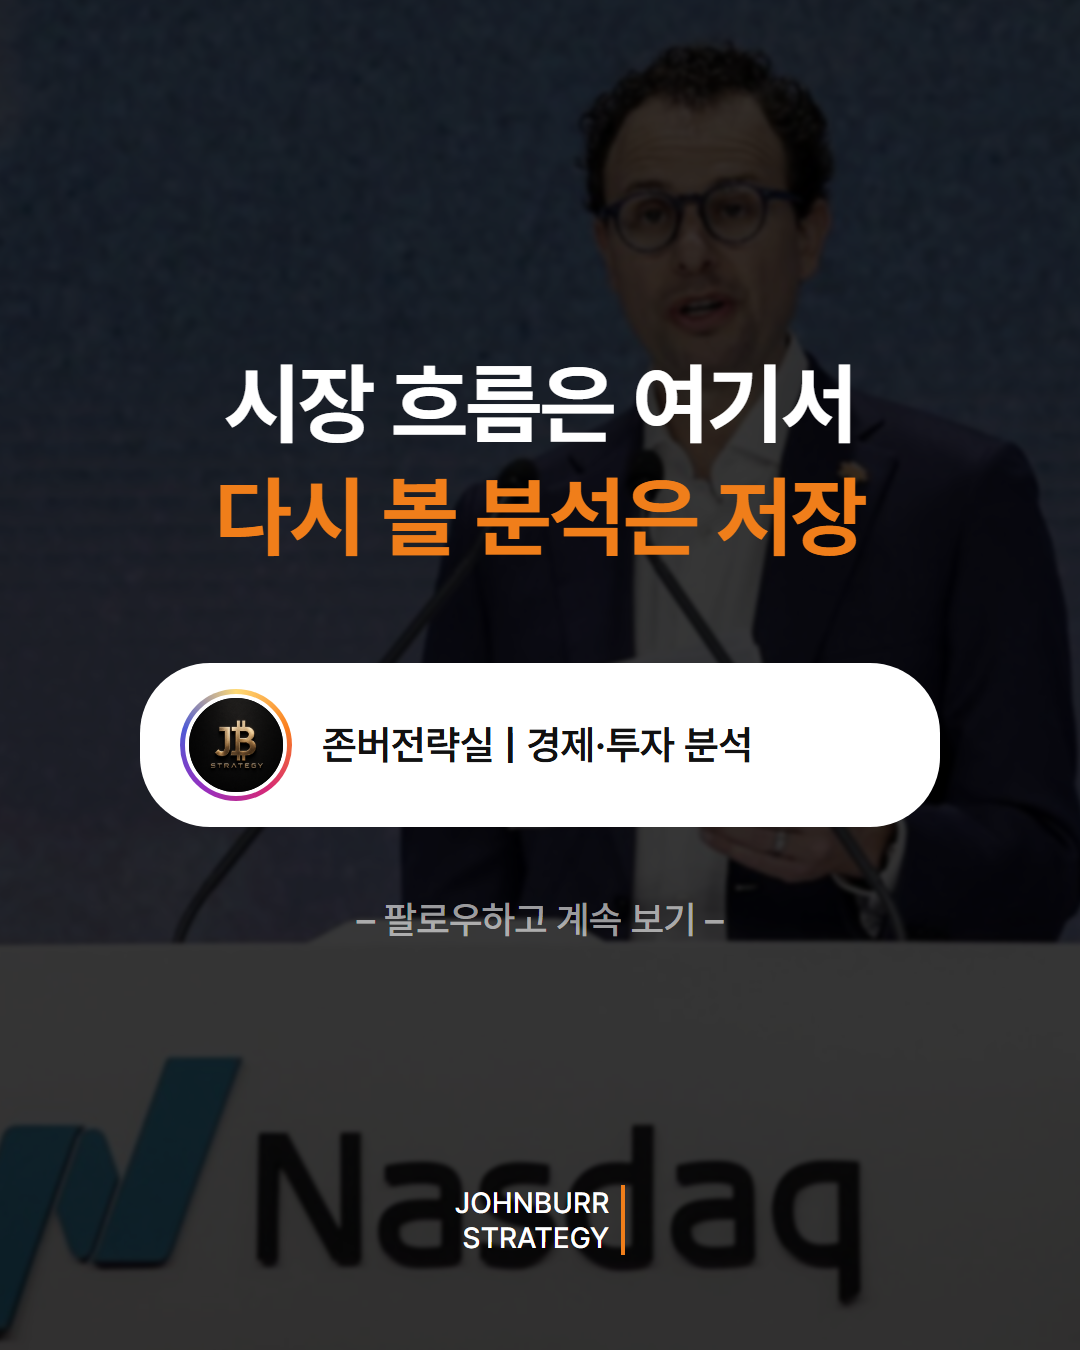 시장 흐름은 여기서
다시 볼 분석은 저장
JB
STRATEGY
존버전략실 | 경제·투자 분석
– 팔로우하고 계속 보기 –
Nasdaq
JOHNBURR
STRATEGY